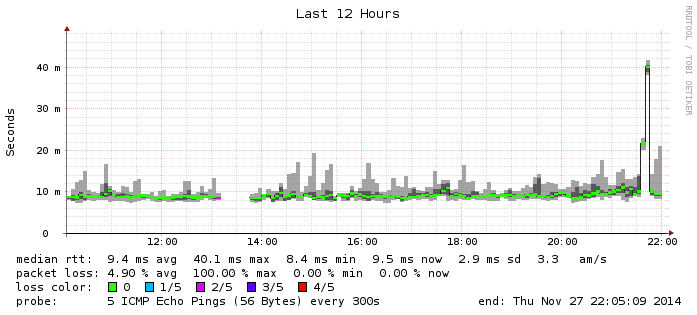 Last 12 Hours
RRDTOOL / TOBI OETIKER
Seconds
40 m
30 m
20 m
10 m
0
12:00 14:00 16:00 18:00 20:00 22:00
median rtt: 9.4 ms avg 40.1 ms max 8.4 ms min 9.5 ms now 2.9 ms sd 3.3 am/s
packet loss: 4.90 % avg 100.00 % max 0.00 % min 0.00 % now
loss color: 0 1/5 2/5 3/5 4/5
probe: 5 ICMP Echo Pings (56 Bytes) every 300s end: Thu Nov 27 22:05:09 2014